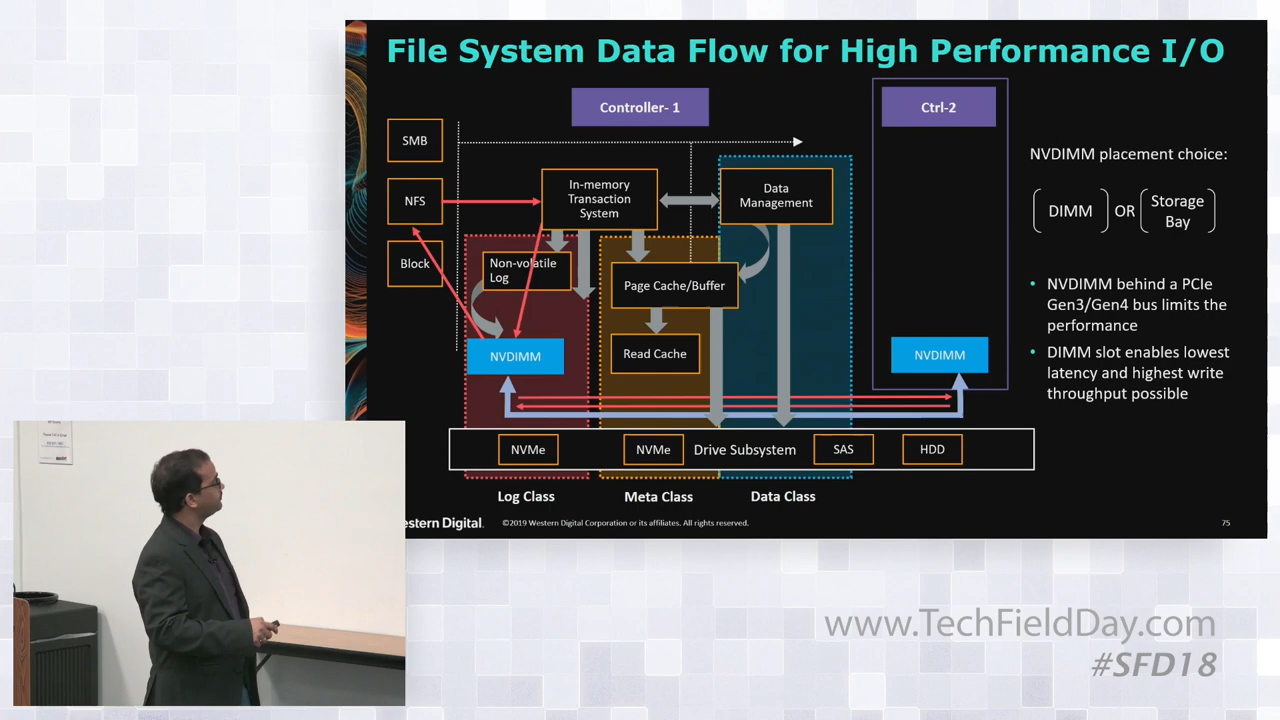 File System Data Flow for High Performance I/O
Controller- 1
Ctrl-2
SMB
NFS
Block
In-memory
Transaction
System
Data
Management
Non-volatile
Log
Page Cache/Buffer
NVDIMM
Read Cache
NVDIMM
NVMe
NVMe
Drive Subsystem
SAS
HDD
Log Class
Meta Class
Data Class
NVDIMM placement choice:
DIMM OR Storage
Bay
• NVDIMM behind a PCIe
Gen3/Gen4 bus limits the
performance
• DIMM slot enables lowest
latency and highest write
throughput possible
estern Digital.
©2019 Western Digital Corporation or its affiliates. All rights reserved.
75
www.TechFieldDay.com
#SFD18